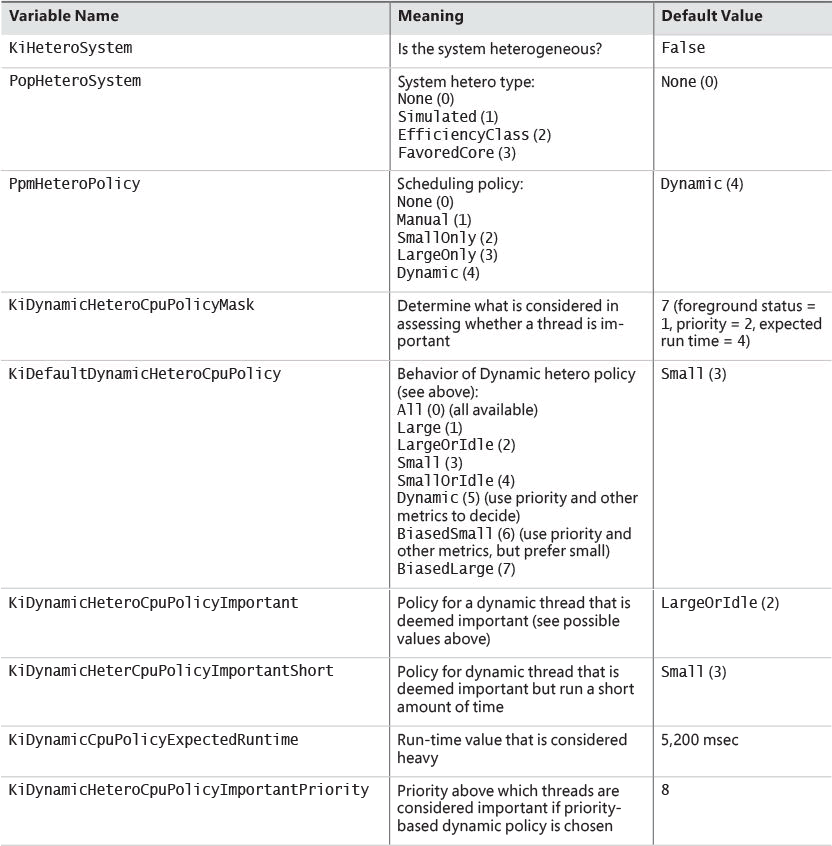 Variable Name Meaning Default Value
KiHeteroSystem Is the system heterogeneous? False
PopHeteroSystem System hetero type: None (0)
None (0)
Simulated (1)
EfficiencyClass (2)
FavoredCore (3)
PpmHeteroPolicy Scheduling policy: Dynamic (4)
None (0)
Manual (1)
SmallOnly (2)
LargeOnly (3)
Dynamic (4)
KiDynamicHeteroCpuPolicyMask Determine what is considered in 7 (foreground status =
assessing whether a thread is im- 1, priority = 2, expected
portant run time = 4)
KiDefaultDynamicHeteroCpuPolicy Behavior of Dynamic hetero policy Small (3)
(see above):
All (0) (all available)
Large (1)
LargeOrIdle (2)
Small (3)
SmallOrIdle (4)
Dynamic (5) (use priority and other
metrics to decide)
BiasedSmall (6) (use priority and
other metrics, but prefer small)
BiasedLarge (7)
KiDynamicHeteroCpuPolicyImportant Policy for a dynamic thread that is LargeOrIdle (2)
deemed important (see possible
values above)
KiDynamicHeterCpuPolicyImportantShort Policy for dynamic thread that is Small (3)
deemed important but run a short
amount of time
KiDynamicCpuPolicyExpectedRuntime Run-time value that is considered 5,200 msec
heavy
KiDynamicHeteroCpuPolicyImportantPriority Priority above which threads are 8
considered important if priority-
based dynamic policy is chosen